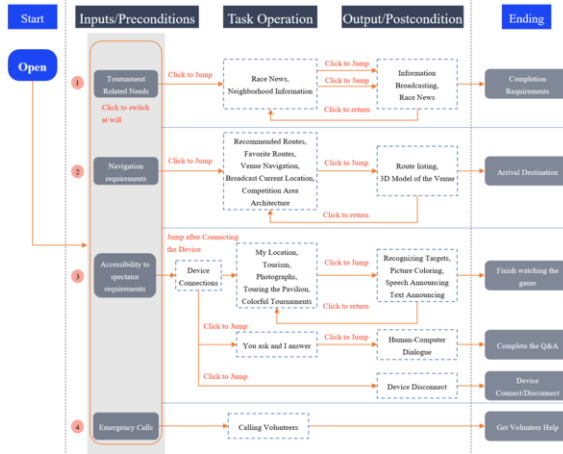 Start
Inputs/Preconditions
Task Operation
Output/Postcondition
Ending
Open
1
Tournament
Related Needs
Click to switch
at will
Click to Jump
Race News,
Neighborhood Information
Click to Jump
Click to Jump
Click to return
Information
Broadcasting,
Race News
Completion
Requirements
2
Navigation
requirements
Click to Jump
Recommended Routes,
Favorite Routes,
Venue Navigation,
Broadcast Current Location,
Competition Area
Architecture
Click to Jump
Click to return
Route listing,
3D Model of the Venue
Arrival Destination
3
Accessibility to
spectator
requirements
Jump after Connecting
the Device
Device
Connections
My Location,
Tourism,
Photographs,
Touring the Pavilion,
Colorful Tournaments
Click to Jump
Click to return
Recognizing Targets,
Picture Coloring,
Speech Announcing
Text Announcing
Finish watching the
game
Click to Jump
You ask and I answer
Click to Jump
Human-Computer
Dialogue
Complete the Q&A
Click to Jump
Device Disconnect
Device
Connect/Disconnect
4
Emergency Calls
Calling Volunteers
Get Volunteer Help